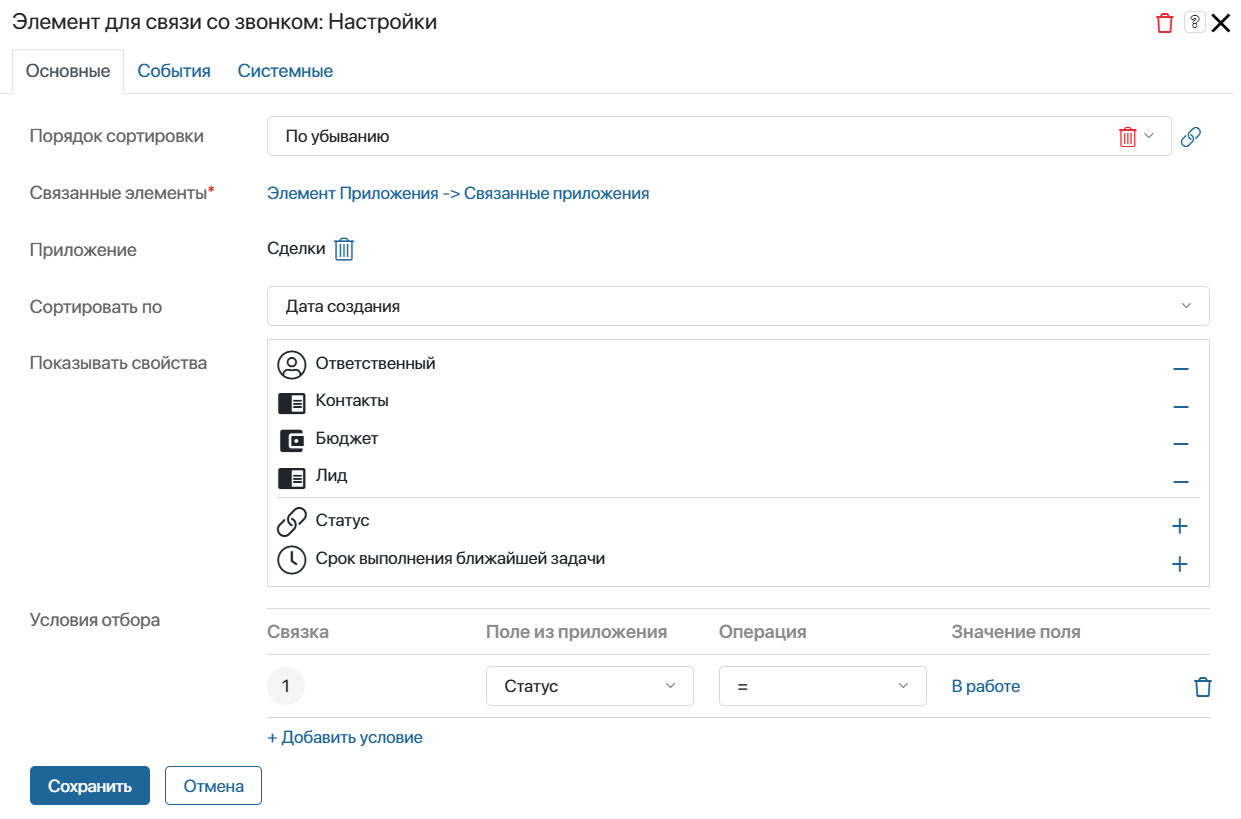 Элемент для связи со звонком: Настройки
?
Основные События Системные
Порядок сортировки По убыванию
Связанные элементы* Элемент Приложения -> Связанные приложения
Приложение Сделки
Сортировать по Дата создания
Показывать свойства Ответственный
Контакты
Бюджет
Лид
Статус
Срок выполнения ближайшей задачи
Условия отбора
Связка Поле из приложения Операция Значение поля
1 Статус = В работе
+ Добавить условие
Сохранить Отмена